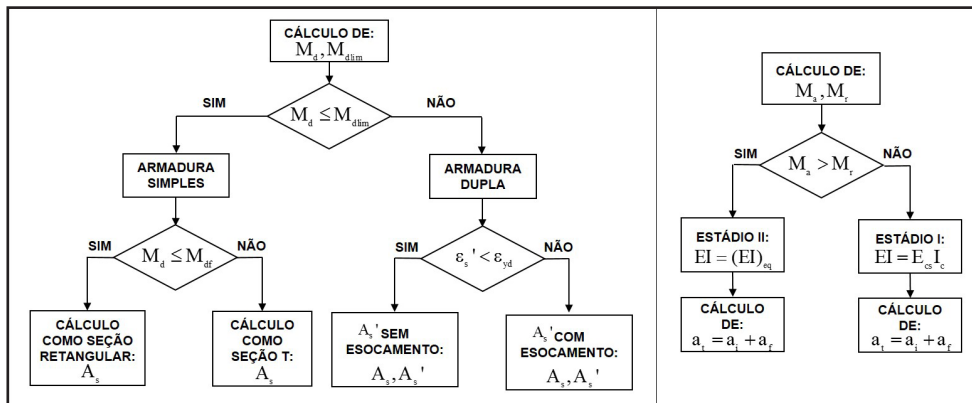 CÁLCULO DE:
M_d, M_dlim
SIM
NÃO
M_d ≤ M_dlim
ARMADURA
SIMPLES
ARMADURA
DUPLA
SIM
NÃO
M_d ≤ M_df
SIM
NÃO
ε_s' < ε_yd
CÁLCULO
COMO SEÇÃO
RETANGULAR:
A_s
CÁLCULO
COMO
SEÇÃO T:
A_s
A_s' SEM
ESOCAMENTO:
A_s, A_s'
A_s' COM
ESOCAMENTO:
A_s, A_s'
CÁLCULO DE:
M_a, M_r
SIM
NÃO
M_a > M_r
ESTÁDIO II:
EI = (EI)_eq
ESTÁDIO I:
EI = E_cs I_c
CÁLCULO
DE:
a_t = a_i + a_f
CÁLCULO
DE:
a_t = a_i + a_f